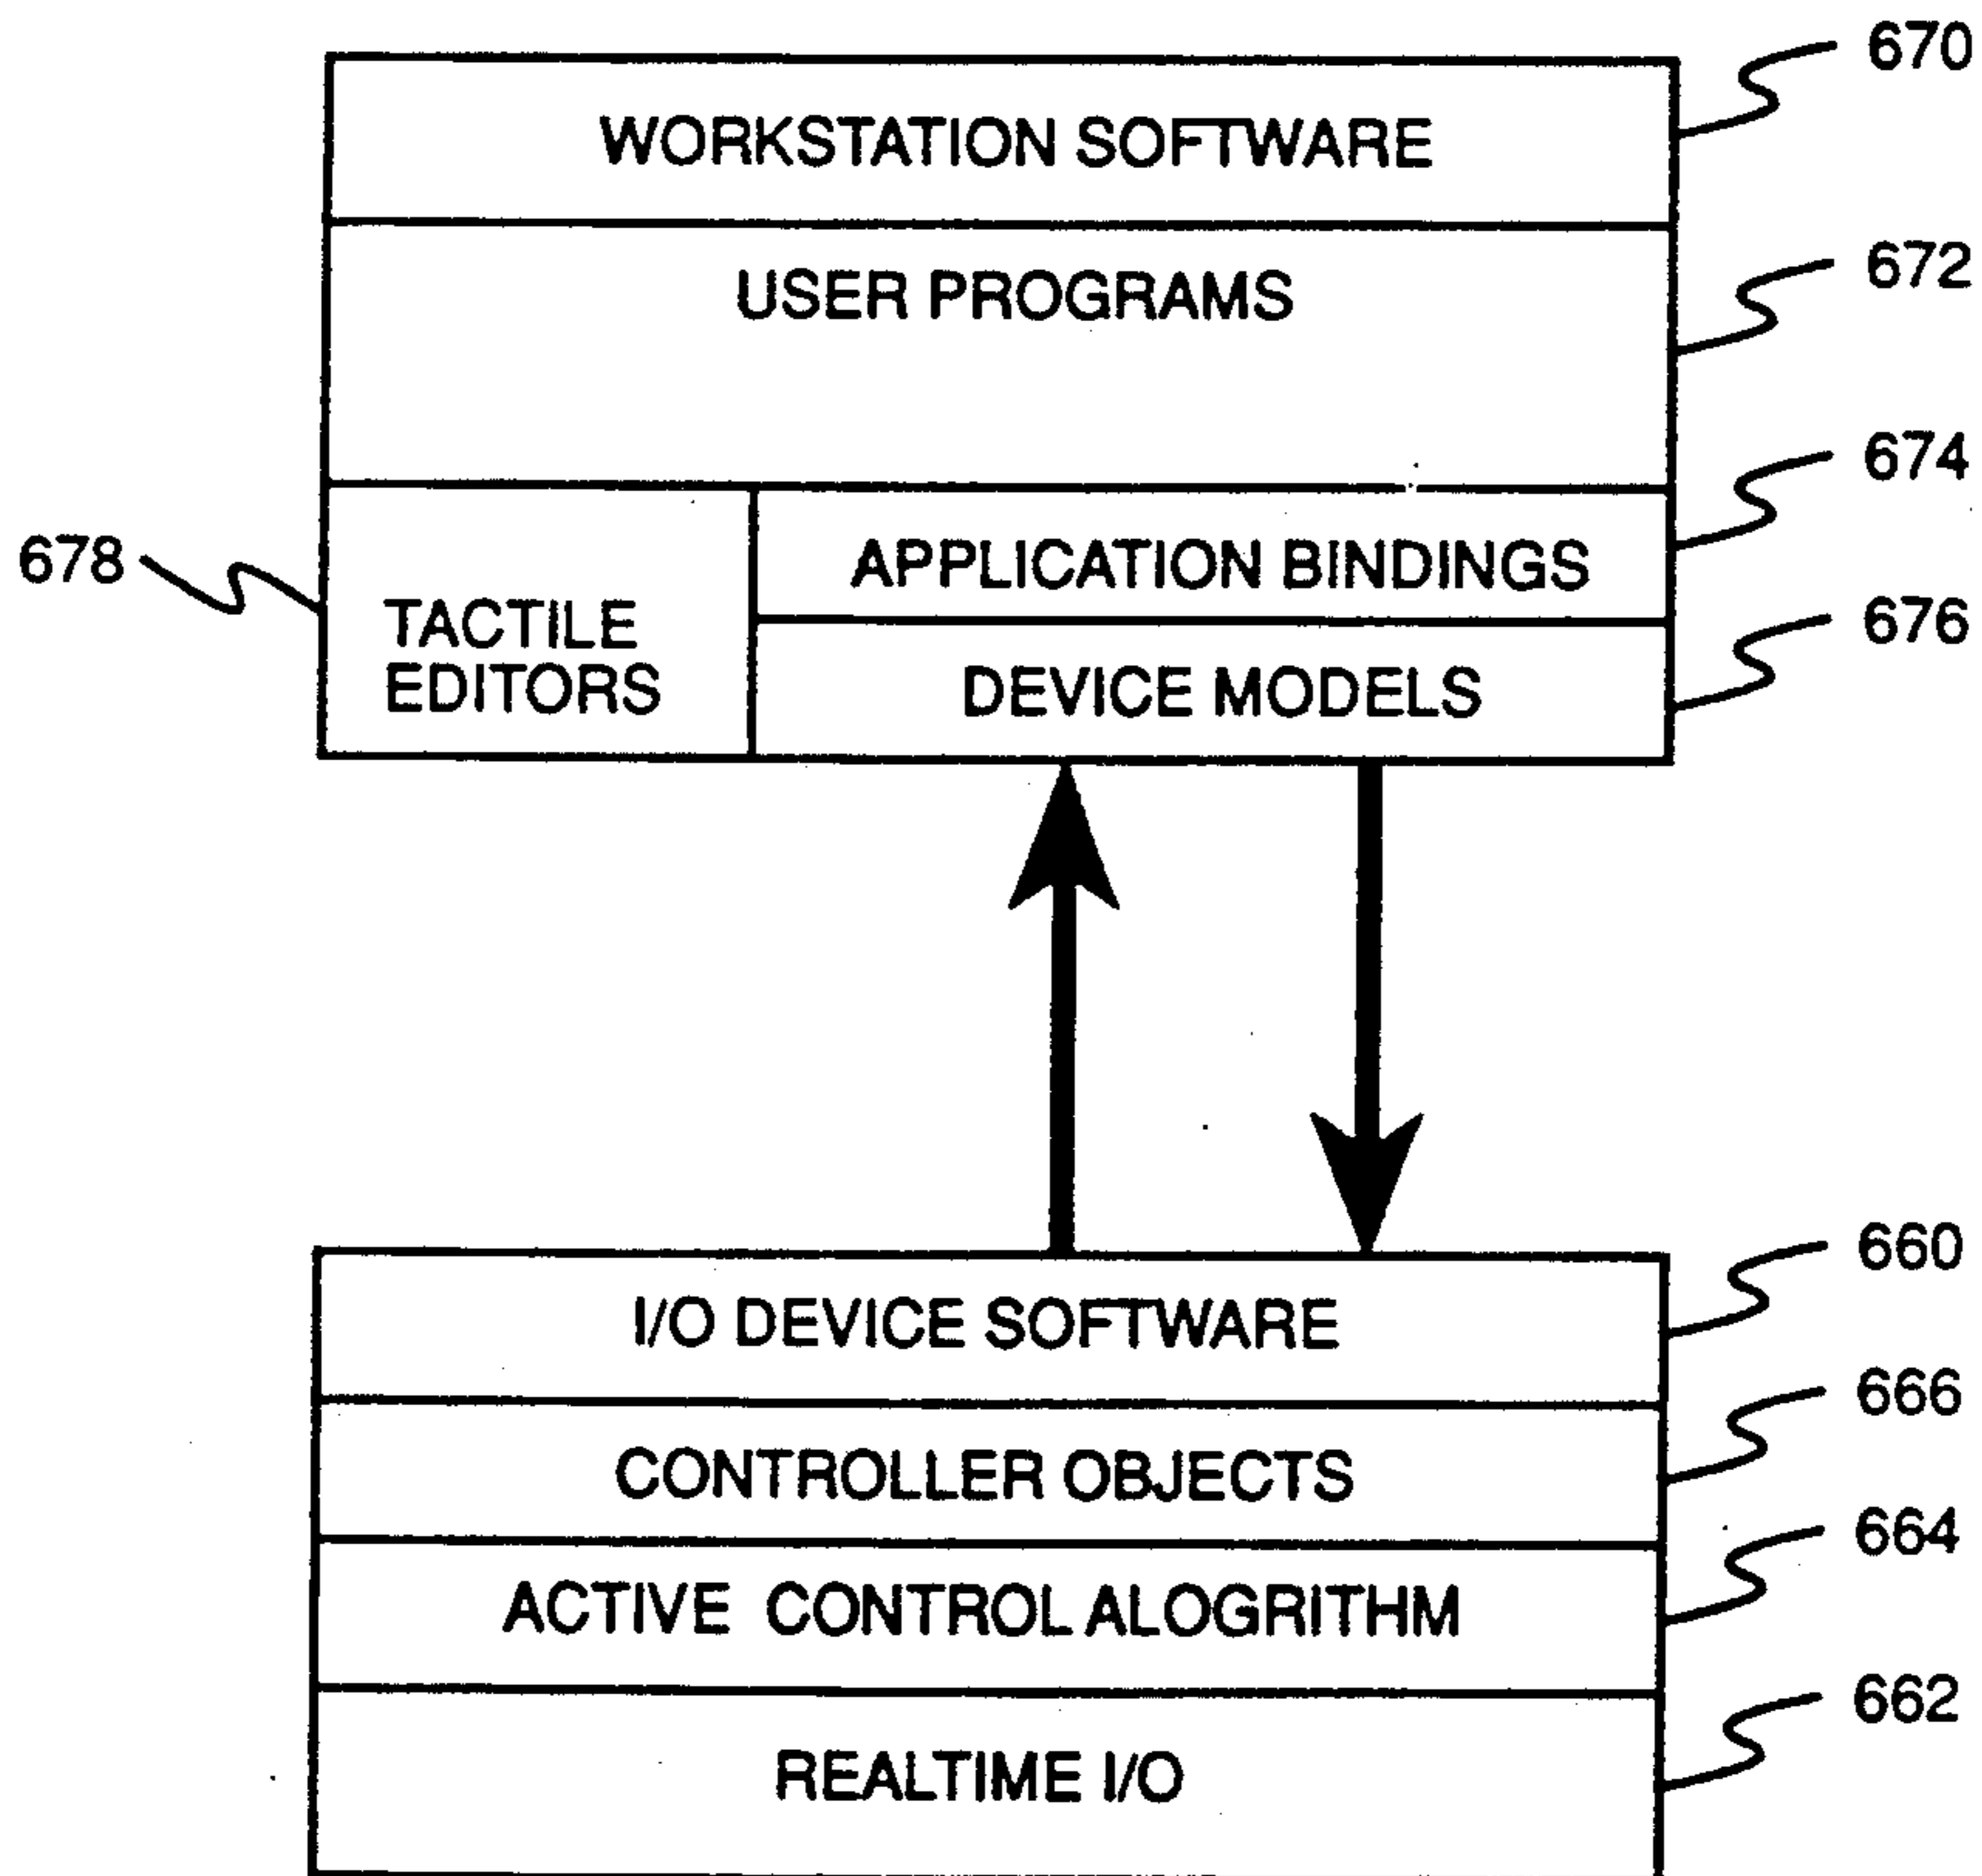 670
WORKSTATION SOFTWARE
672
USER PROGRAMS
674
678
APPLICATION BINDINGS
TACTILE
EDITORS
676
DEVICE MODELS
660
I/O DEVICE SOFTWARE
666
CONTROLLER OBJECTS
664
ACTIVE CONTROL ALOGRITHM
662
REALTIME I/O